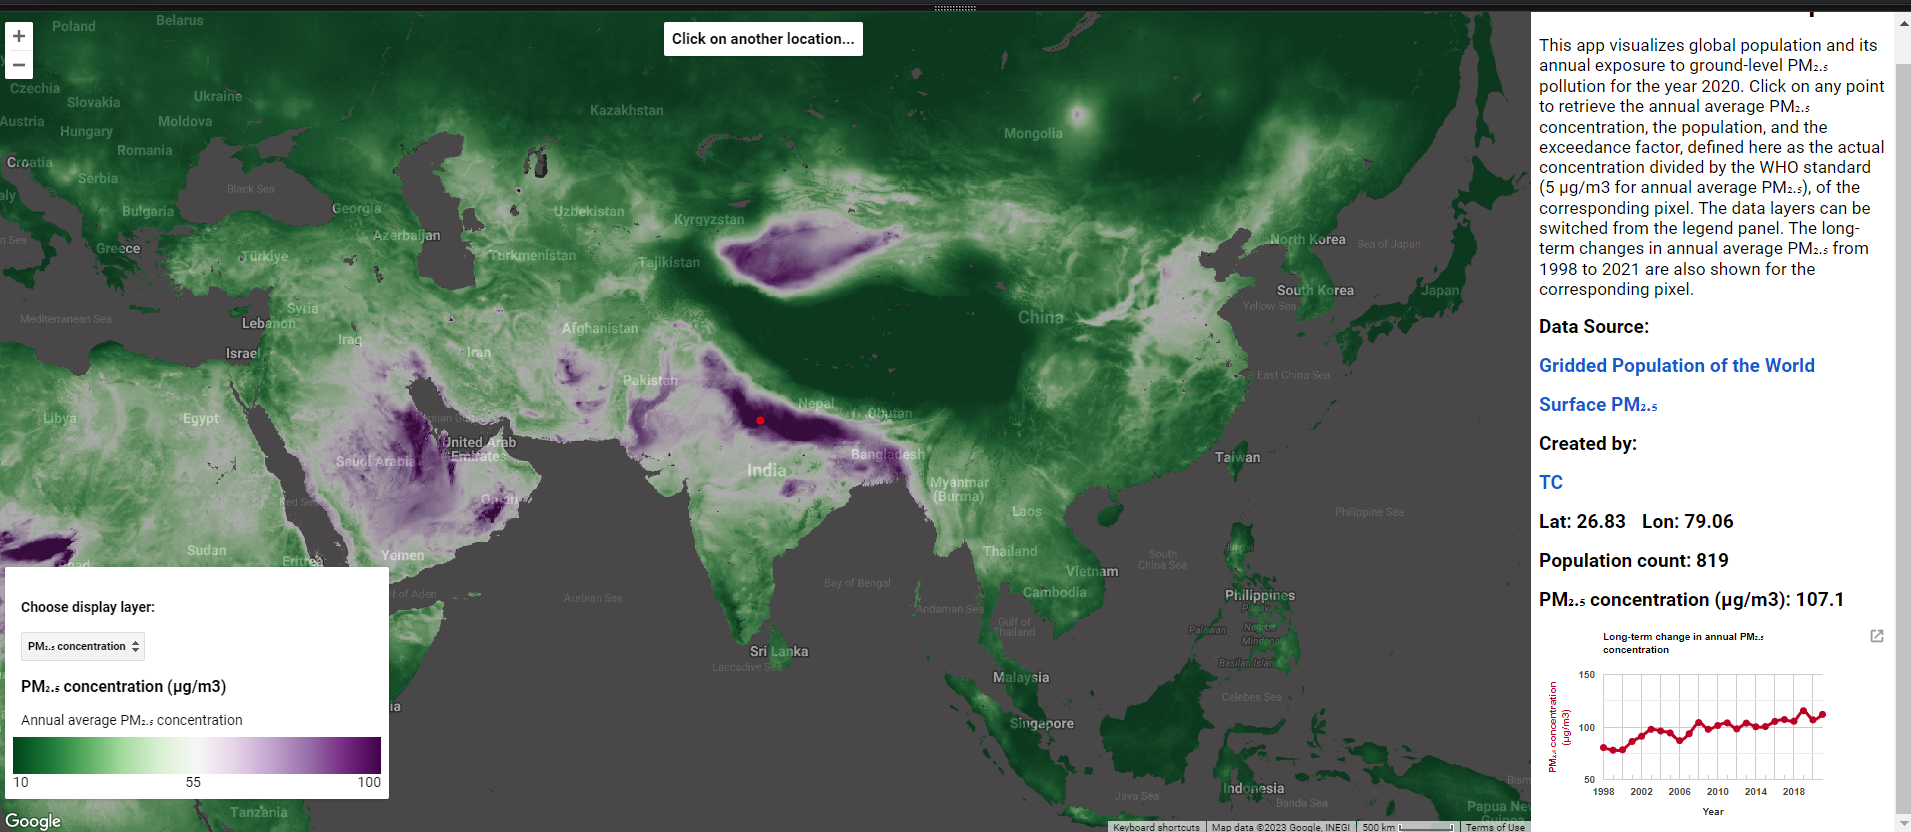 Click on another location...
+
−
Poland
Belarus
Czechia
Slovakia
Ukraine
Austria
Hungary
Moldova
Romania
Croatia
Serbia
Bulgaria
Black Sea
Georgia
Azerbaijan
Greece
Türkiye
Mediterranean Sea
Syria
Lebanon
Israel
Iraq
Iran
Kazakhstan
Uzbekistan
Kyrgyzstan
Turkmenistan
Tajikistan
Afghanistan
Pakistan
Mongolia
China
North Korea
South Korea
Sea of Japan
Japan
Yellow Sea
East China Sea
Nepal
Bhutan
India
Bangladesh
Myanmar
(Burma)
Laos
Thailand
Vietnam
Cambodia
Taiwan
Philippine Sea
South
China Sea
Philippines
Libya
Egypt
Saudi Arabia
United Arab
Emirates
Oman
Yemen
Sudan
Eritrea
Arabian Sea
Bay of Bengal
Andaman Sea
Gulf of
Thailand
Sri Lanka
Laccadive Sea
Malaysia
Singapore
Palawan
Basilan Island
Celebes Sea
Indonesia
Java Sea
Banda Sea
Papua New
Guinea
Tanzania
Choose display layer:
PM₂.₅ concentration
PM₂.₅ concentration (µg/m3)
Annual average PM₂.₅ concentration
10 55 100
Google
Keyboard shortcuts
Map data ©2023 Google, INEGI
500 km
Terms of Use
This app visualizes global population and its
annual exposure to ground-level PM₂.₅
pollution for the year 2020. Click on any point
to retrieve the annual average PM₂.₅
concentration, the population, and the
exceedance factor, defined here as the actual
concentration divided by the WHO standard
(5 µg/m3 for annual average PM₂.₅), of the
corresponding pixel. The data layers can be
switched from the legend panel. The long-
term changes in annual average PM₂.₅ from
1998 to 2021 are also shown for the
corresponding pixel.
Data Source:
Gridded Population of the World
Surface PM₂.₅
Created by:
TC
Lat: 26.83 Lon: 79.06
Population count: 819
PM₂.₅ concentration (µg/m3): 107.1
Long-term change in annual PM₂.₅
concentration
PM₂.₅ concentration
(µg/m3)
150
100
50
1998 2002 2006 2010 2014 2018
Year